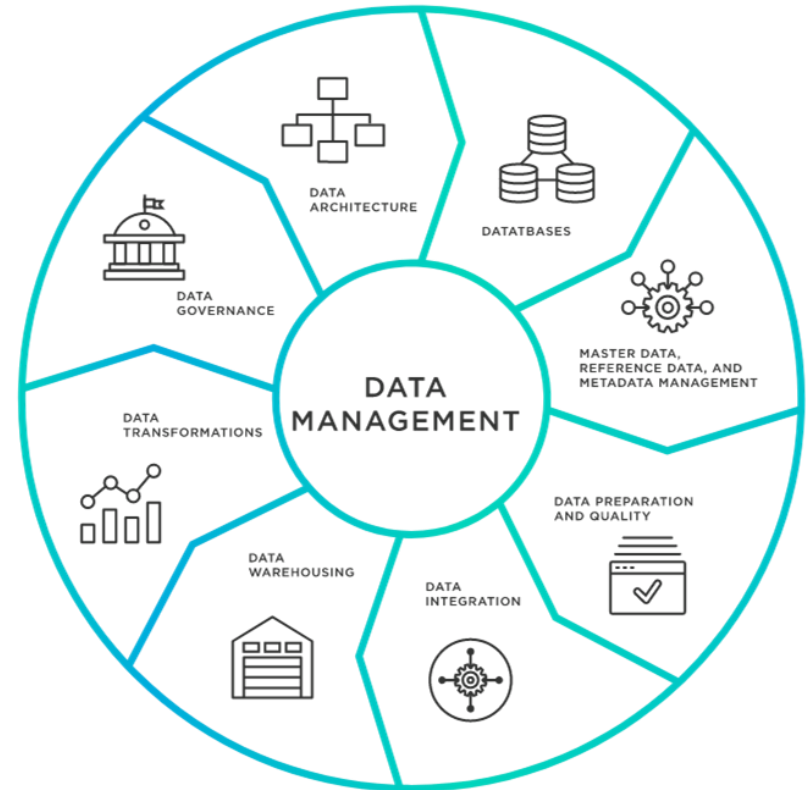 DATA
ARCHITECTURE
DATATBASES
MASTER DATA,
REFERENCE DATA, AND
METADATA MANAGEMENT
DATA PREPARATION
AND QUALITY
DATA
INTEGRATION
DATA
WAREHOUSING
DATA
TRANSFORMATIONS
DATA
GOVERNANCE
DATA
MANAGEMENT